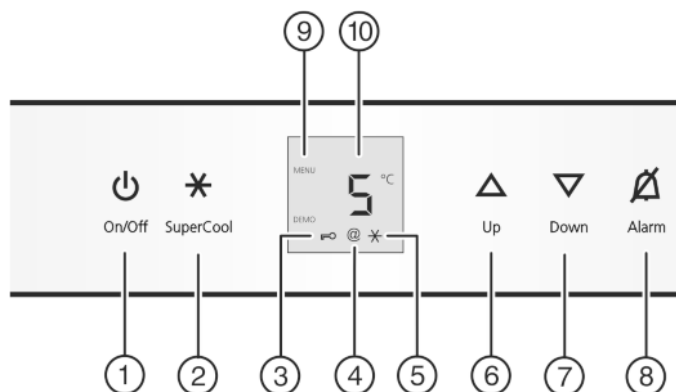 9 10
MENU
5 °C
On/Off SuperCool DEMO @ Up Down Alarm
1 2 3 4 5 6 7 8